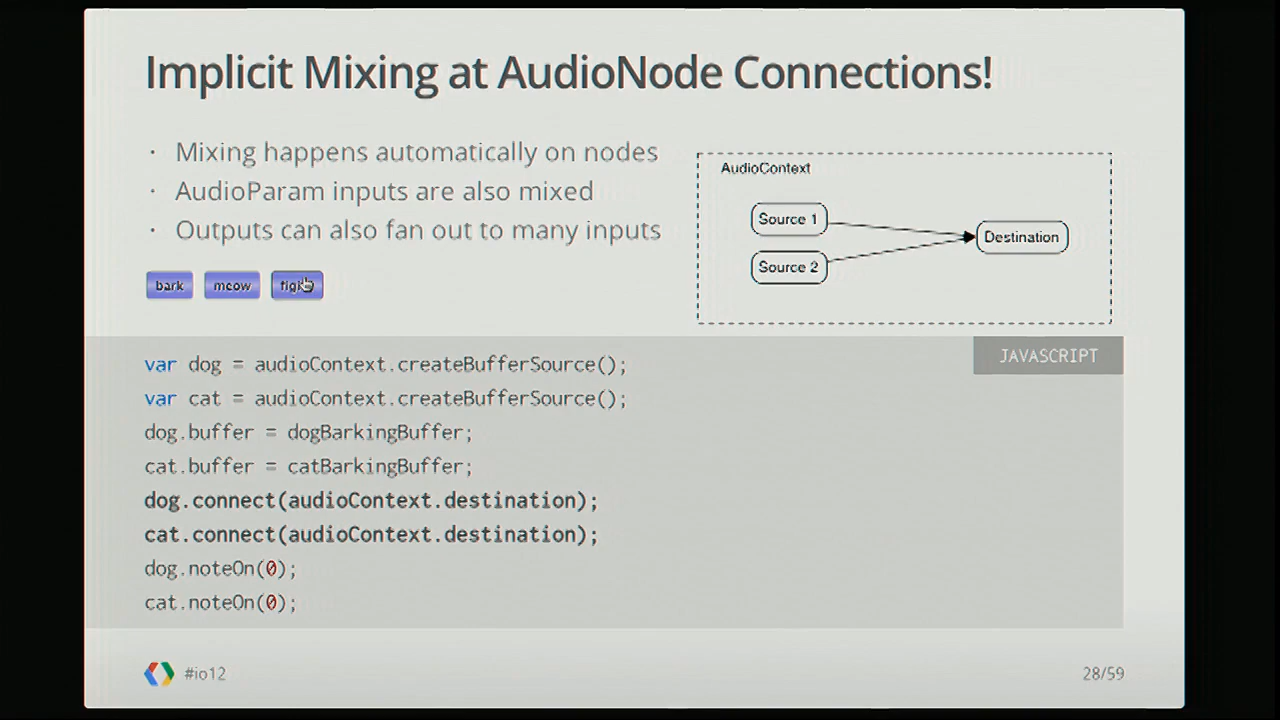 Implicit Mixing at AudioNode Connections!
· Mixing happens automatically on nodes
· AudioParam inputs are also mixed
· Outputs can also fan out to many inputs
bark meow
AudioContext
Source 1
Source 2
Destination
JAVASCRIPT
var dog = audioContext.createBufferSource();
var cat = audioContext.createBufferSource();
dog.buffer = dogBarkingBuffer;
cat.buffer = catBarkingBuffer;
dog.connect(audioContext.destination);
cat.connect(audioContext.destination);
dog.noteOn(0);
cat.noteOn(0);
#io12
28/59